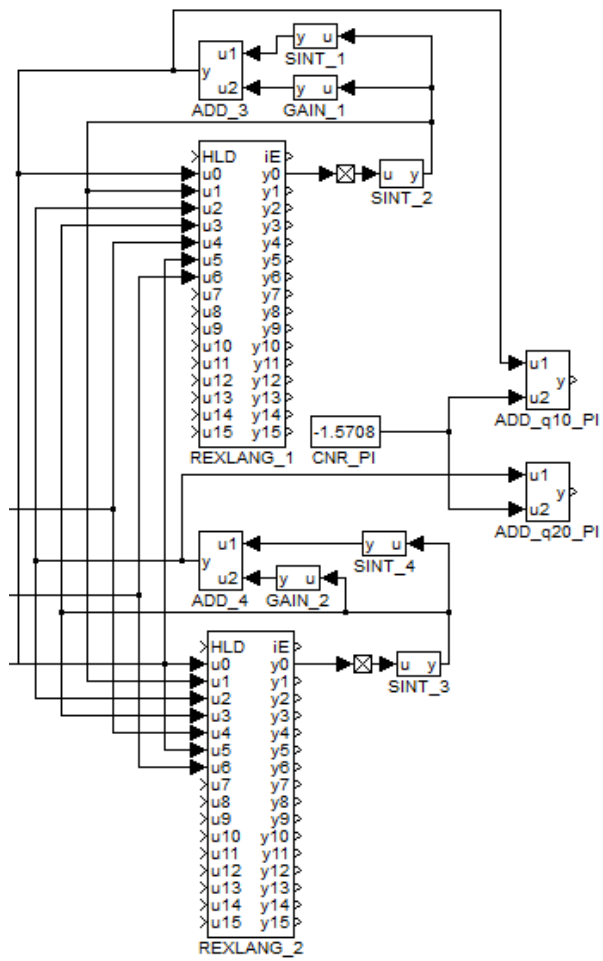 u1
y
u2
ADD_3
y u
SINT_1
y u
GAIN_1
HLD iE
u0 y0
u1 y1
u2 y2
u3 y3
u4 y4
u5 y5
u6 y6
u7 y7
u8 y8
u9 y9
u10 y10
u11 y11
u12 y12
u13 y13
u14 y14
u15 y15
REXLANG_1
u y
SINT_2
-1.5708
CNR_PI
u1
y
u2
ADD_q10_PI
u1
y
u2
ADD_q20_PI
u1
y
u2
ADD_4
y u
SINT_4
y u
GAIN_2
HLD iE
u0 y0
u1 y1
u2 y2
u3 y3
u4 y4
u5 y5
u6 y6
u7 y7
u8 y8
u9 y9
u10 y10
u11 y11
u12 y12
u13 y13
u14 y14
u15 y15
REXLANG_2
u y
SINT_3